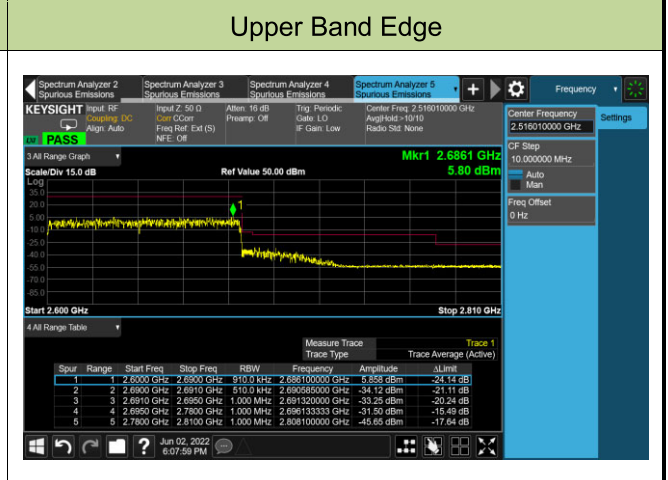 Upper Band Edge
Spectrum Analyzer 2
Spurious Emissions
Spectrum Analyzer 3
Spurious Emissions
Spectrum Analyzer 4
Spurious Emissions
Spectrum Analyzer 5
Spurious Emissions
Frequency
KEYSIGHT
Input: RF
Coupling: DC
Align: Auto
Input Z: 50 Ω
Corr CCorr
Freq Ref: Ext (S)
NFE: Off
Atten: 16 dB
Preamp: Off
Trig: Periodic
Gate: LO
IF Gain: Low
Center Freq: 2.516010000 GHz
Avg|Hold:>10/10
Radio Std: None
PASS
Center Frequency
2.516010000 GHz
Settings
CF Step
10.000000 MHz
Auto
Man
Freq Offset
0 Hz
3 All Range Graph
Mkr1 2.6861 GHz
Scale/Div 15.0 dB
Ref Value 50.00 dBm
5.80 dBm
Log
35.0
20.0
5.00
-10.0
-25.0
-40.0
-55.0
-70.0
-85.0
1
Start 2.600 GHz
Stop 2.810 GHz
4 All Range Table
Measure Trace Trace 1
Trace Type Trace Average (Active)
Spur Range Start Freq Stop Freq RBW Frequency Amplitude ΔLimit
1 1 2.6000 GHz 2.6900 GHz 910.0 kHz 2.686100000 GHz 5.858 dBm -24.14 dB
2 2 2.6900 GHz 2.6910 GHz 510.0 kHz 2.690585000 GHz -34.12 dBm -21.11 dB
3 3 2.6910 GHz 2.6950 GHz 1.000 MHz 2.691320000 GHz -33.25 dBm -20.24 dB
4 4 2.6950 GHz 2.7800 GHz 1.000 MHz 2.696133333 GHz -31.50 dBm -15.49 dB
5 5 2.7800 GHz 2.8100 GHz 1.000 MHz 2.808100000 GHz -45.65 dBm -17.64 dB
Jun 02, 2022
6:07:59 PM